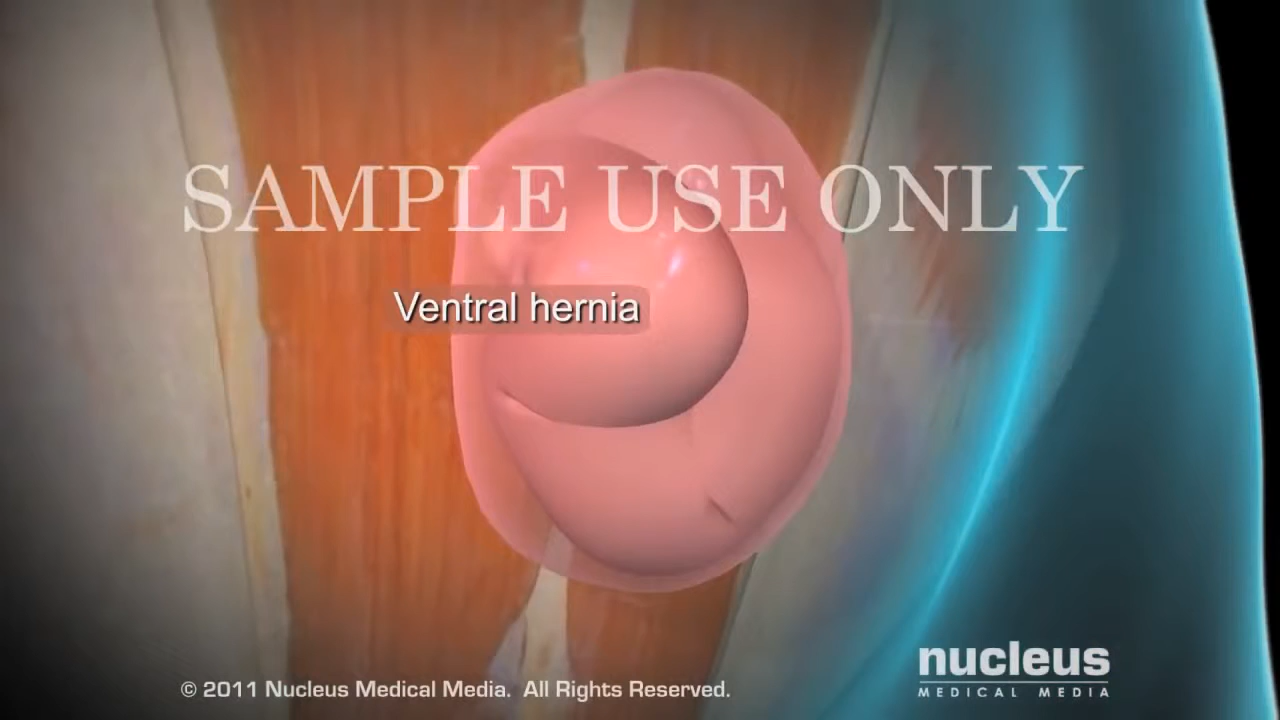 SAMPLE USE ONLY
Ventral hernia
© 2011 Nucleus Medical Media. All Rights Reserved.
nucleus
MEDICAL MEDIA